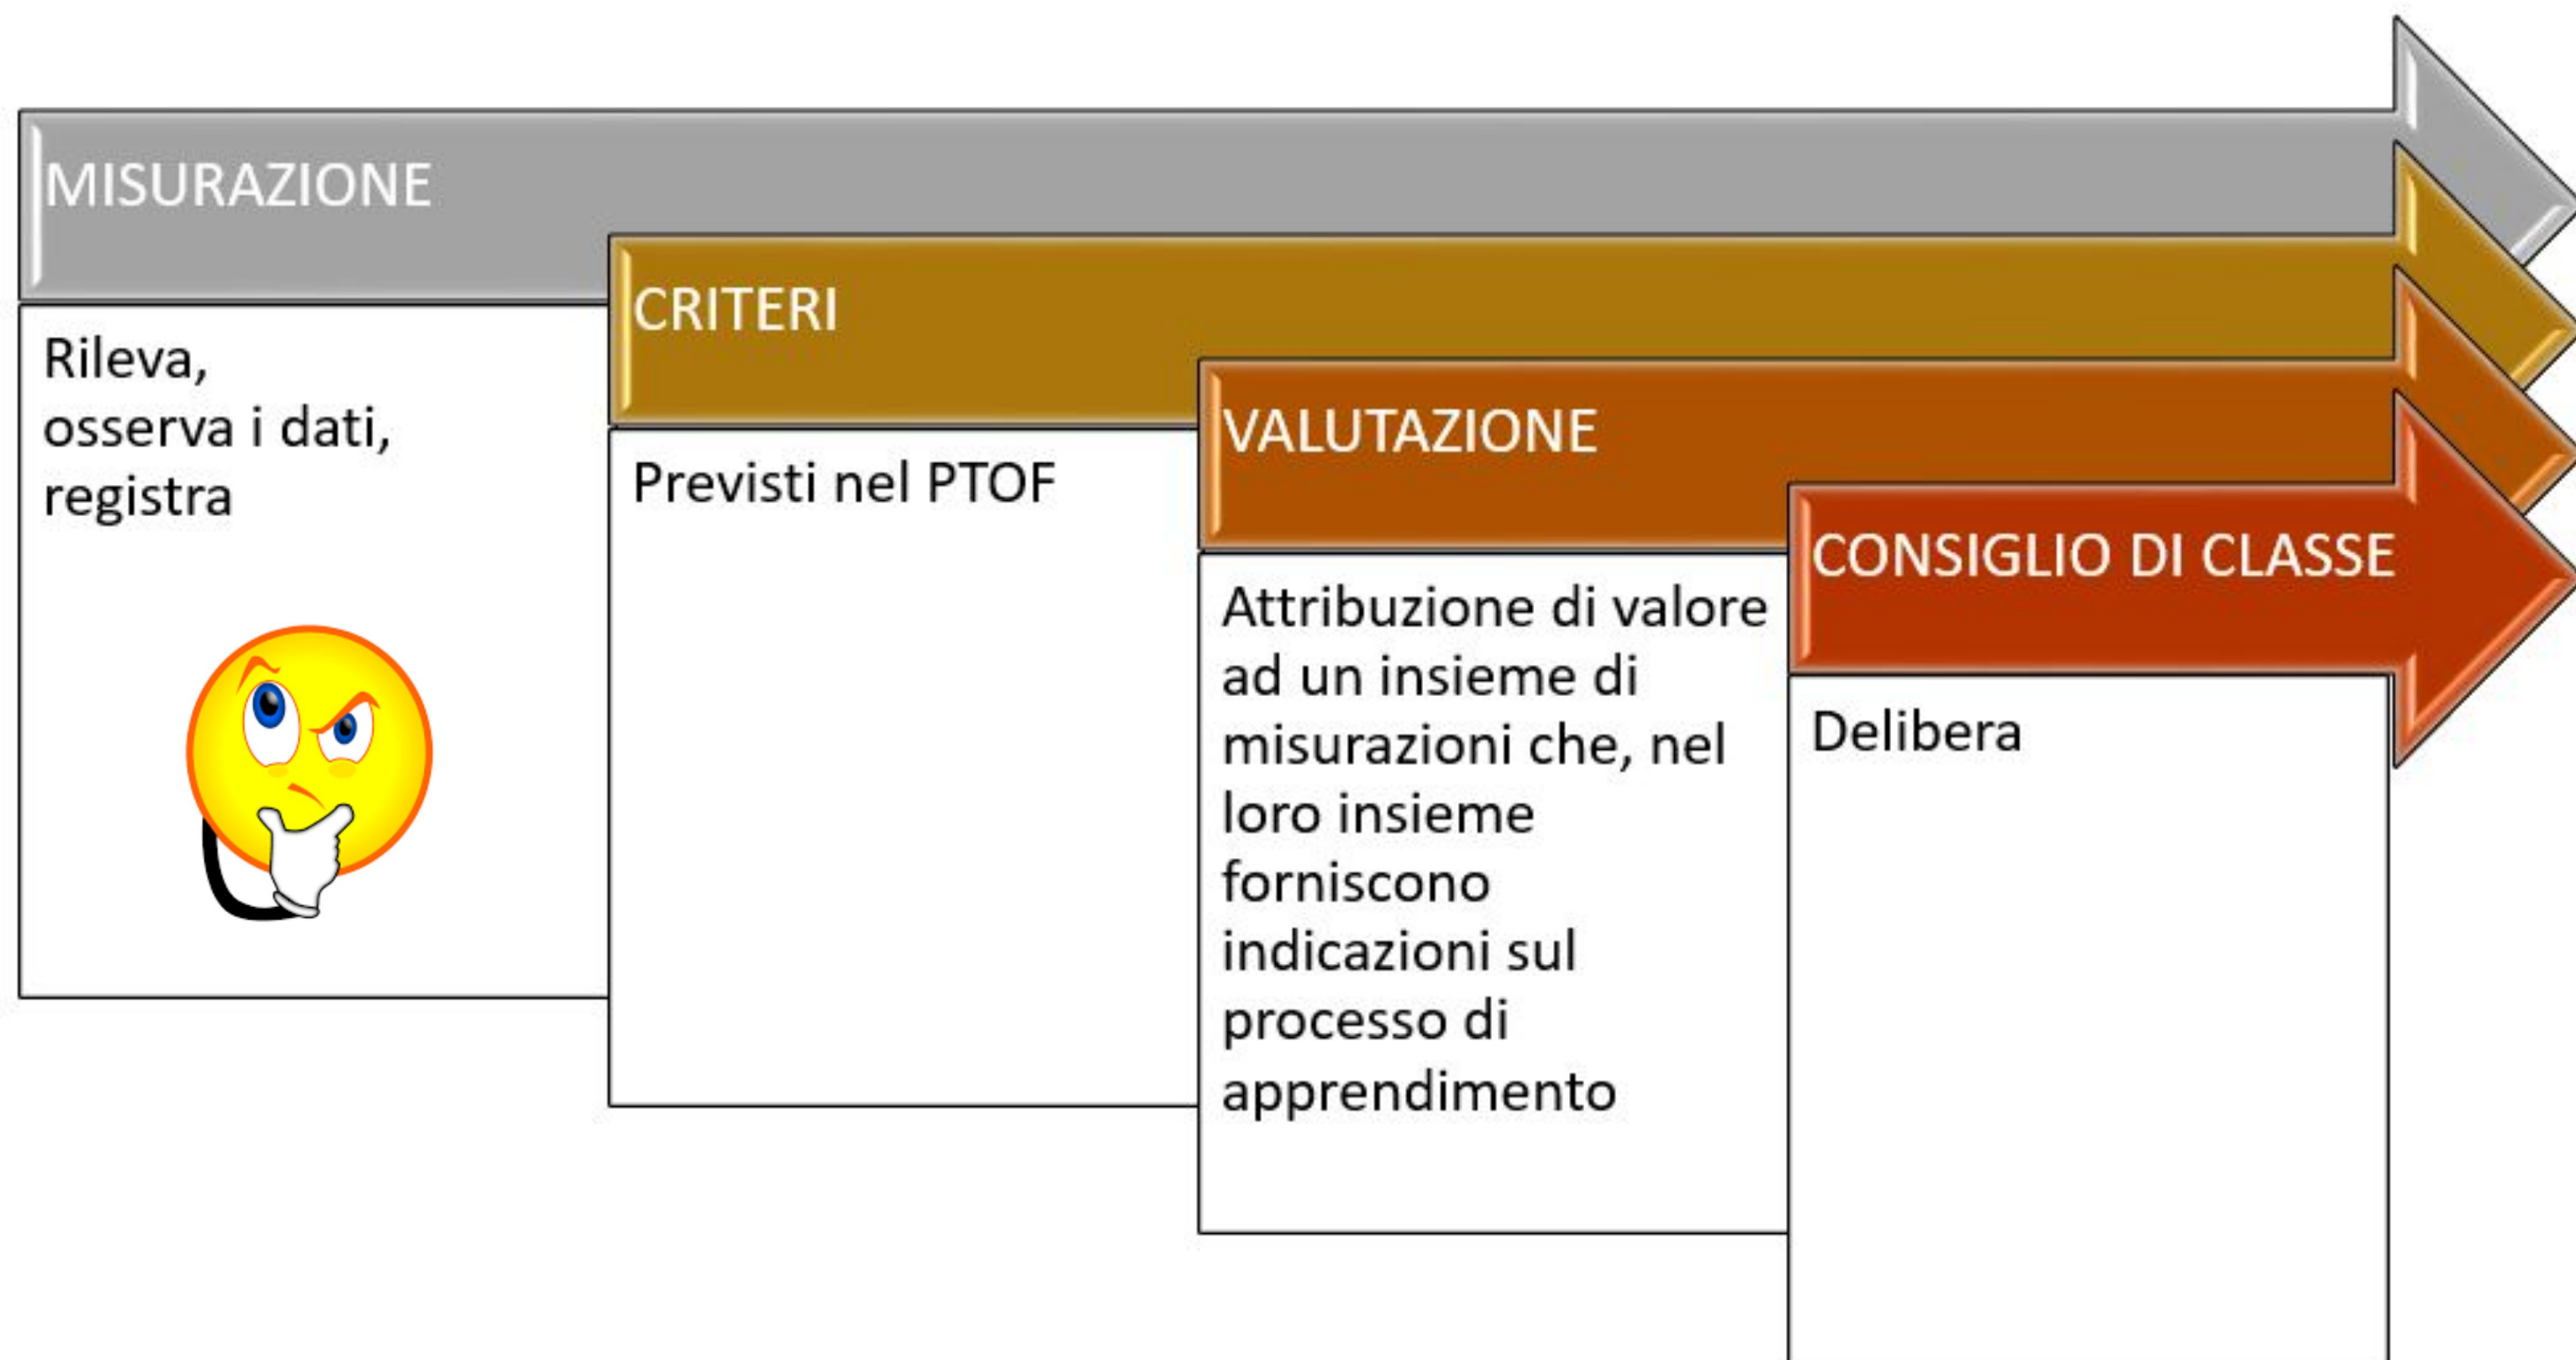 MISURAZIONE
Rileva,
osserva i dati,
registra
CRITERI
Previsti nel PTOF
VALUTAZIONE
Attribuzione di valore
ad un insieme di
misurazioni che, nel
loro insieme
forniscono
indicazioni sul
processo di
apprendimento
CONSIGLIO DI CLASSE
Delibera